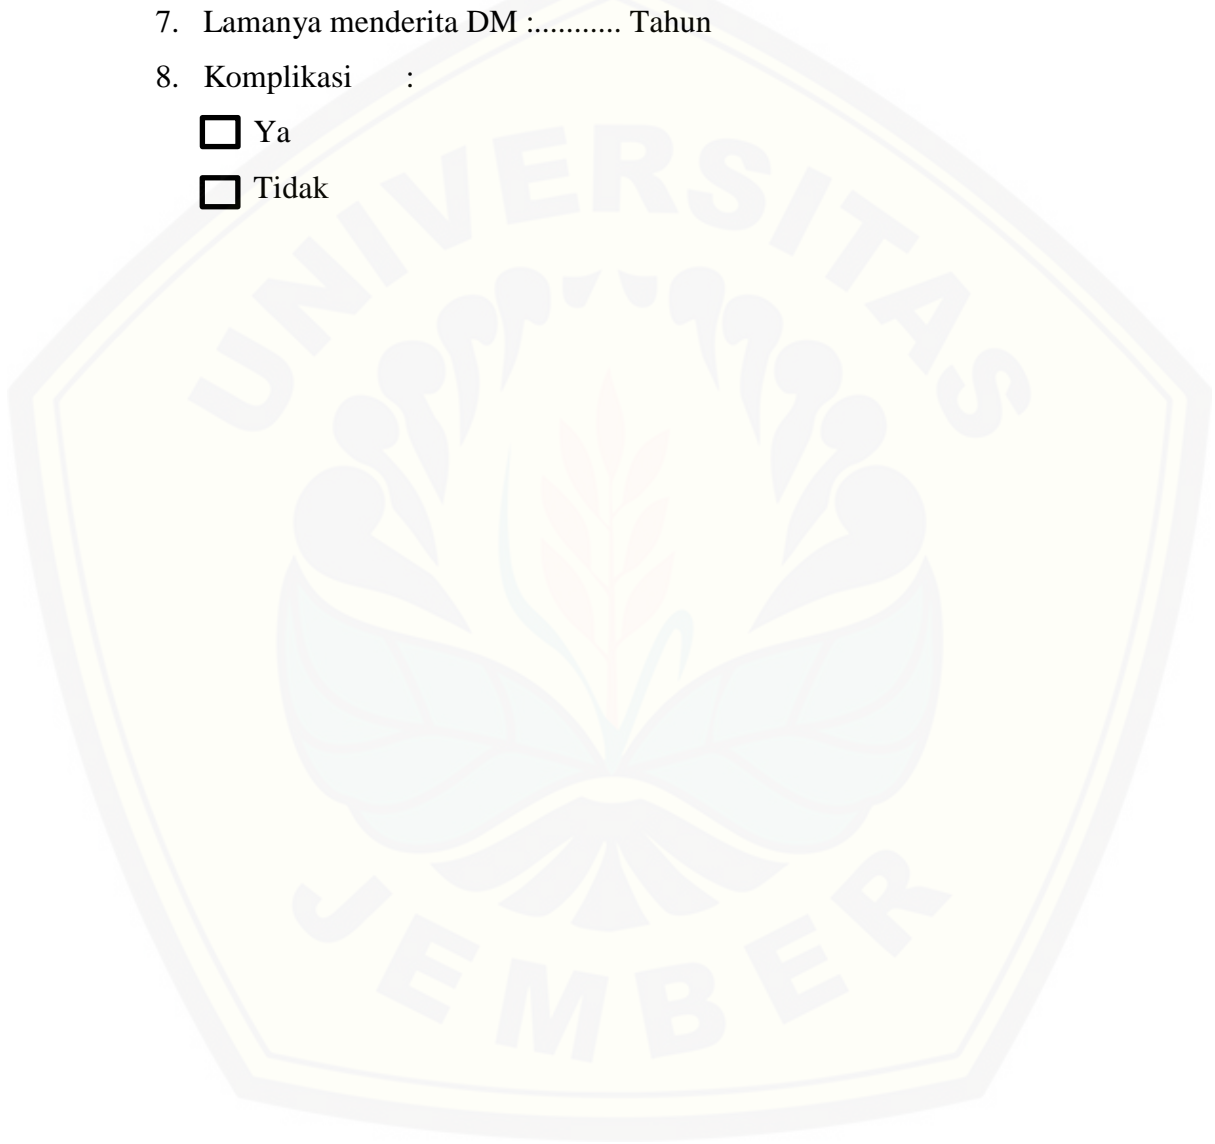 7. Lamanya menderita DM :........... Tahun
8. Komplikasi :
Ya
Tidak
UNIVERSITAS
JEMBER